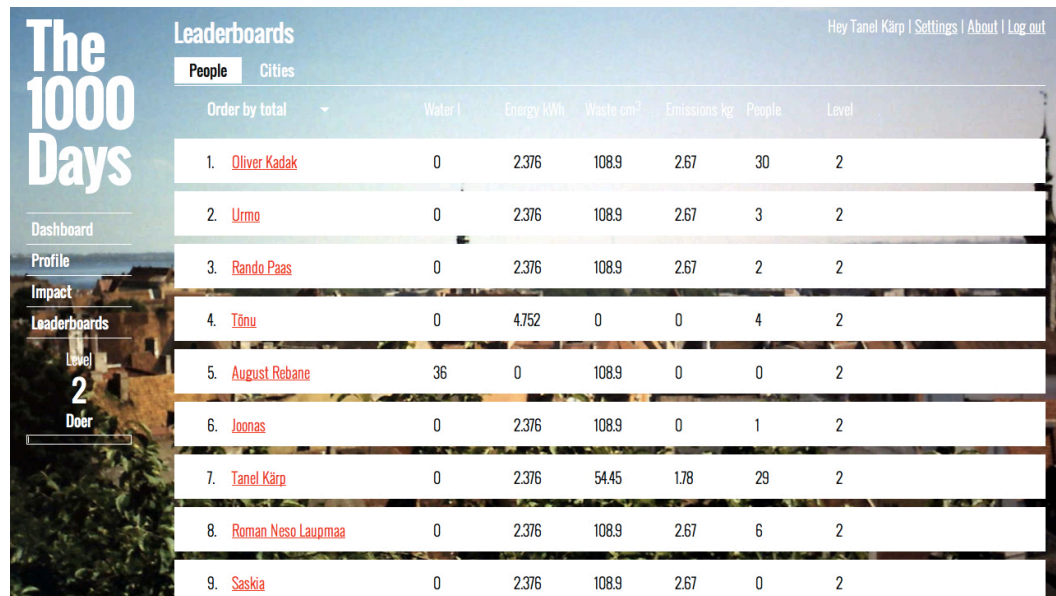 The
1000
Days
Leaderboards
Hey Tanel Kärp | Settings | About | Log out
People Cities
Order by total Water l Energy kWh Waste cm³ Emissions kg People Level
1. Oliver Kadak 0 2.376 108.9 2.67 30 2
2. Urmo 0 2.376 108.9 2.67 3 2
3. Rando Paas 0 2.376 108.9 2.67 2 2
4. Tõnu 0 4.752 0 0 4 2
5. August Rebane 36 0 108.9 0 0 2
6. Joonas 0 2.376 108.9 0 1 2
7. Tanel Kärp 0 2.376 54.45 1.78 29 2
8. Roman Neso Laupmaa 0 2.376 108.9 2.67 6 2
9. Saskia 0 2.376 108.9 2.67 0 2
Dashboard
Profile
Impact
Leaderboards
Level
2
Doer